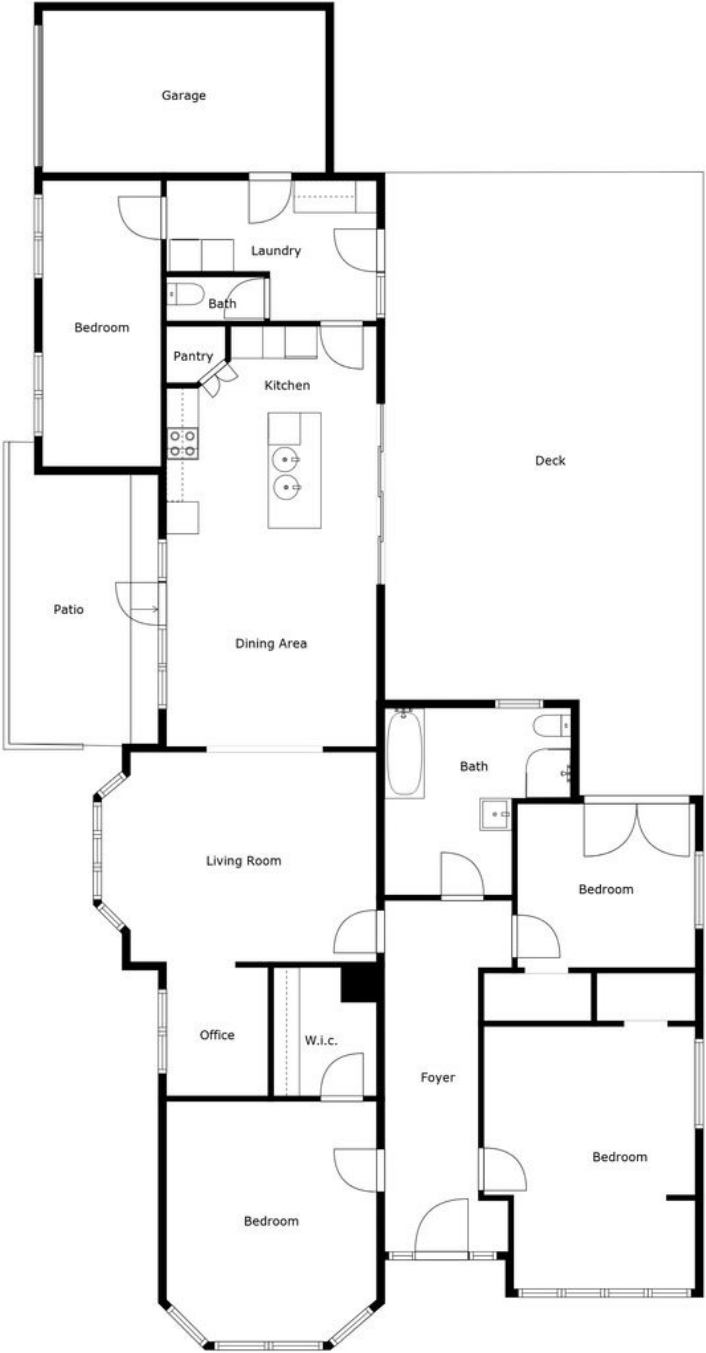 Garage
Laundry
Bath
Bedroom
Pantry
Kitchen
Deck
Patio
Dining Area
Bath
Living Room
Bedroom
Office
W.i.c.
Foyer
Bedroom
Bedroom